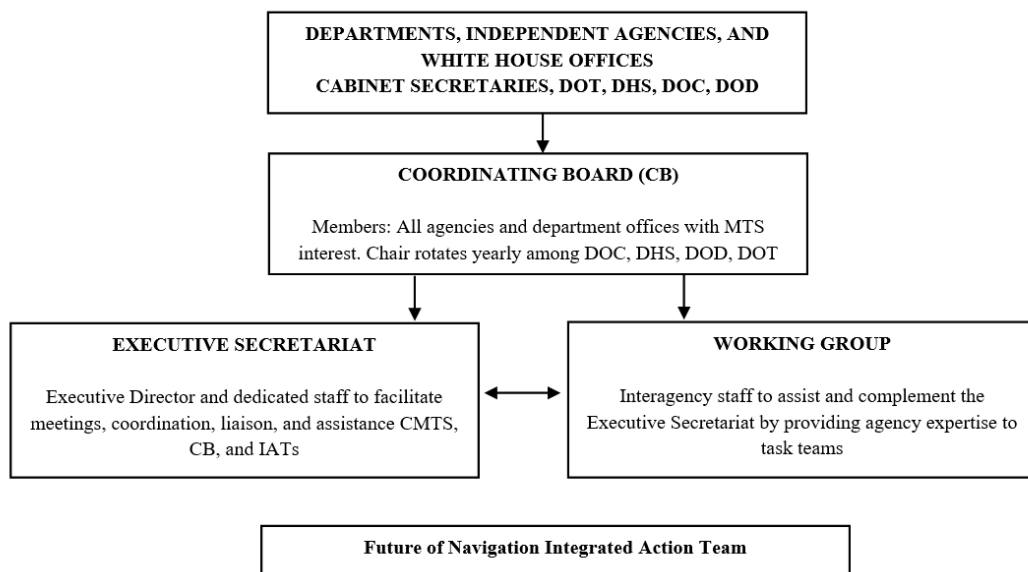 DEPARTMENTS, INDEPENDENT AGENCIES, AND
WHITE HOUSE OFFICES
CABINET SECRETARIES, DOT, DHS, DOC, DOD
COORDINATING BOARD (CB)
Members: All agencies and department offices with MTS
interest. Chair rotates yearly among DOC, DHS, DOD, DOT
EXECUTIVE SECRETARIAT
Executive Director and dedicated staff to facilitate
meetings, coordination, liaison, and assistance CMTS,
CB, and IATs
WORKING GROUP
Interagency staff to assist and complement the
Executive Secretariat by providing agency expertise to
task teams
Future of Navigation Integrated Action Team